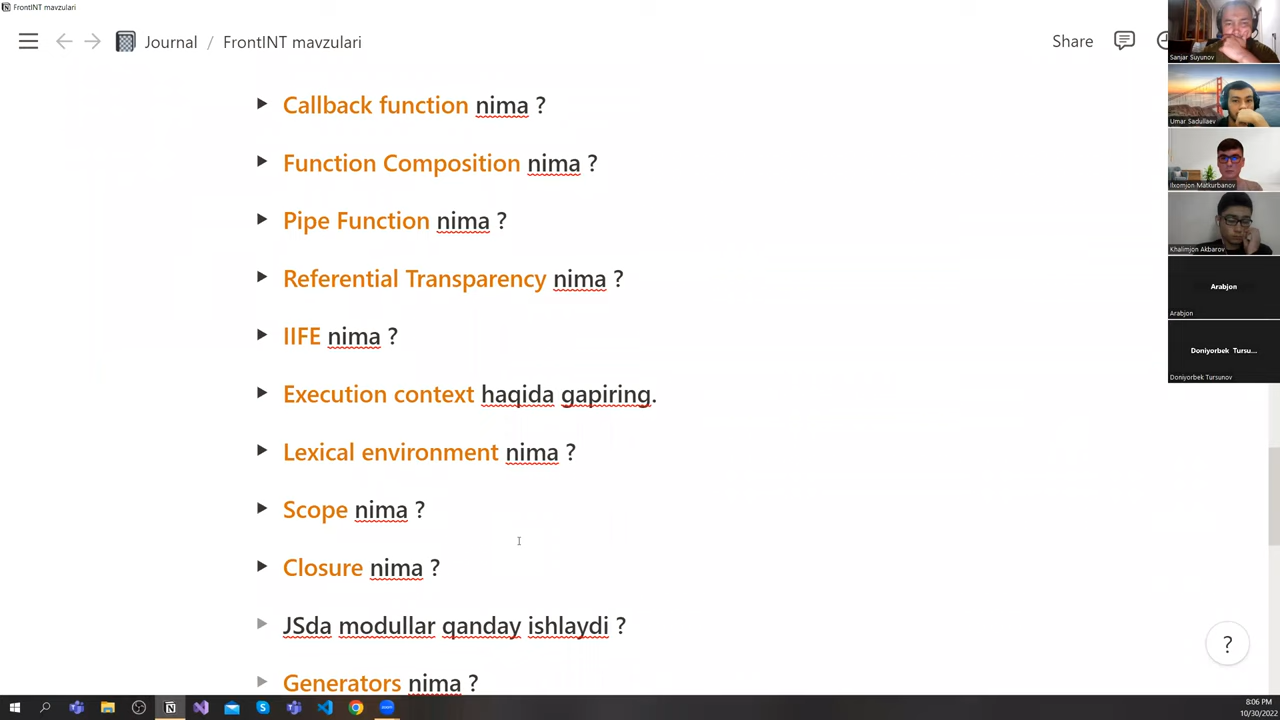 FrontINT mavzulari
Journal / FrontINT mavzulari
Share
Callback function nima ?
Function Composition nima ?
Pipe Function nima ?
Referential Transparency nima ?
IIFE nima ?
Execution context haqida gapiring.
Lexical environment nima ?
Scope nima ?
Closure nima ?
JSda modullar qanday ishlaydi ?
Generators nima ?
Sanjar Suyunov
Umar Sadullaev
Ilxomjon Matkurbanov
Khalimjon Akbarov
Arabjon
Arabjon
Doniyorbek Tursu...
Doniyorbek Tursunov
?
8:06 PM
10/30/2022